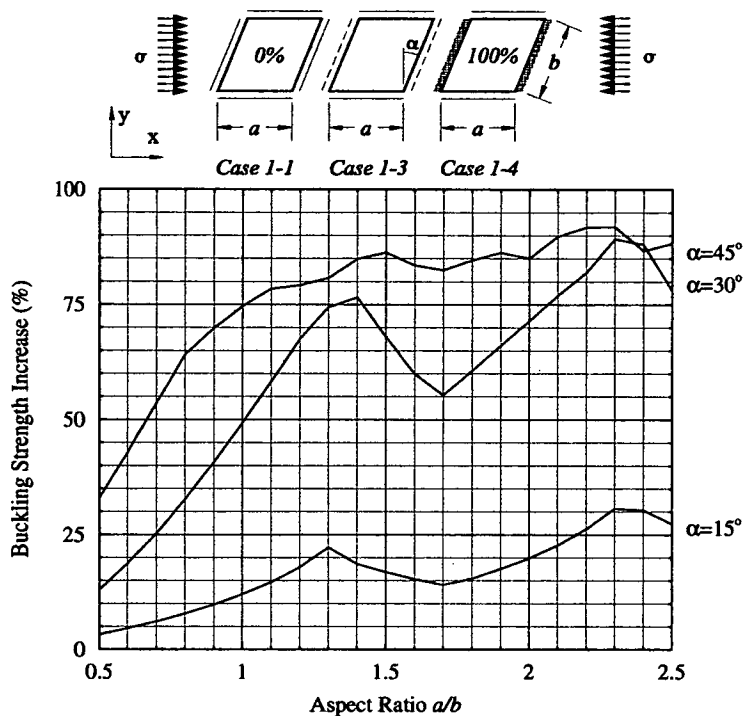 σ
0%
α
100%
b
σ
y
x
a
a
a
Case 1-1
Case 1-3
Case 1-4
100
75
50
25
0
Buckling Strength Increase (%)
α=45°
α=30°
α=15°
0.5
1
1.5
2
2.5
Aspect Ratio a/b